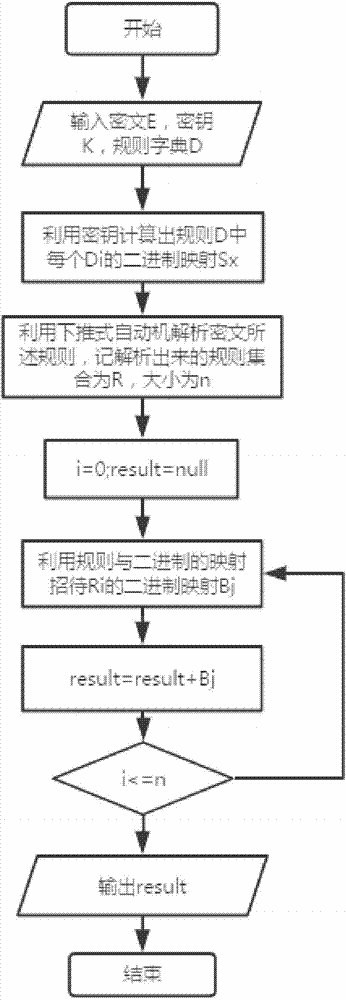 开始
输入密文E，密钥
K，规则字典D
利用密钥计算出规则D中
每个Di的二进制映射Sx
利用下推式自动机解析密文所
述规则，记解析出来的规则集
合为R，大小为n
i=0;result=null
利用规则与二进制的映射
招待Ri的二进制映射Bj
result=result+Bj
i<=n
输出result
结束